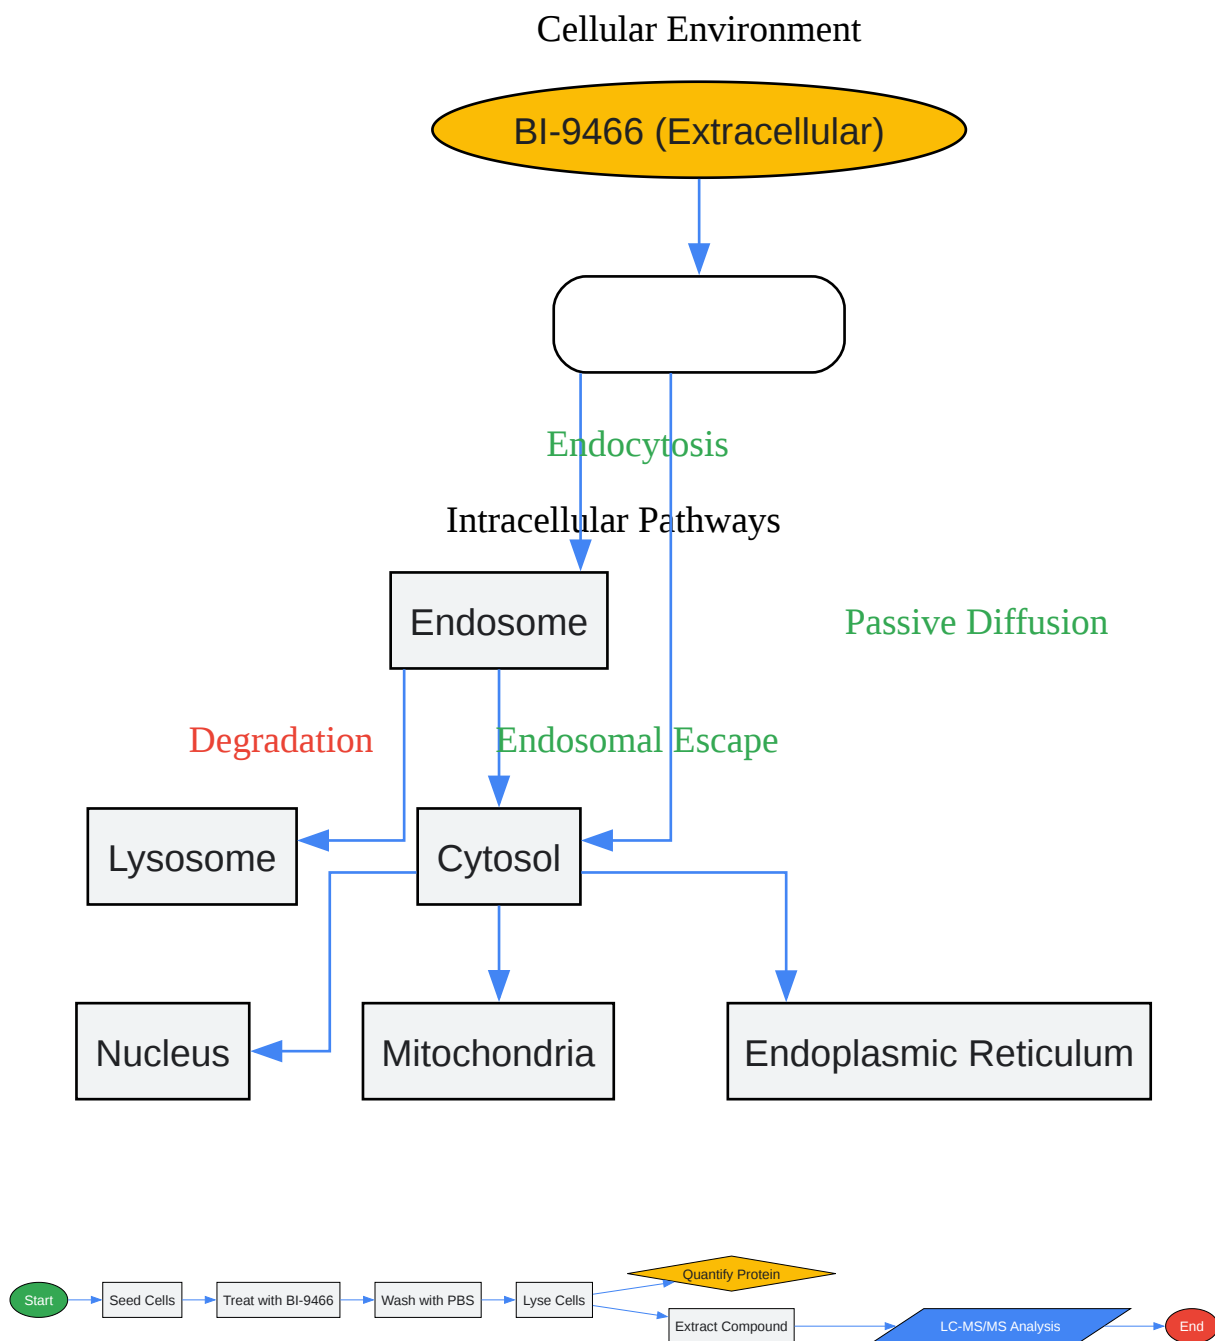 Cellular Environment
BI-9466 (Extracellular)
Endocytosis
Intracellular Pathways
Endosome
Passive Diffusion
Degradation
Endosomal Escape
Lysosome
Cytosol
Nucleus
Mitochondria
Endoplasmic Reticulum
Quantify Protein
Start
Seed Cells
Treat with BI-9466
Wash with PBS
Lyse Cells
Extract Compound
LC-MS/MS Analysis
End